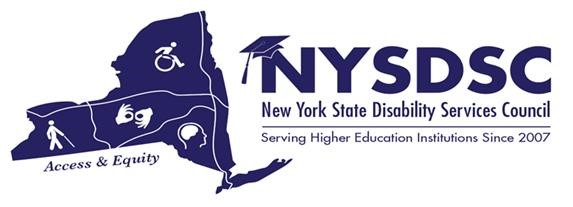 NYSDSC
New York State Disability Services Council
Serving Higher Education Institutions Since 2007
Access & Equity